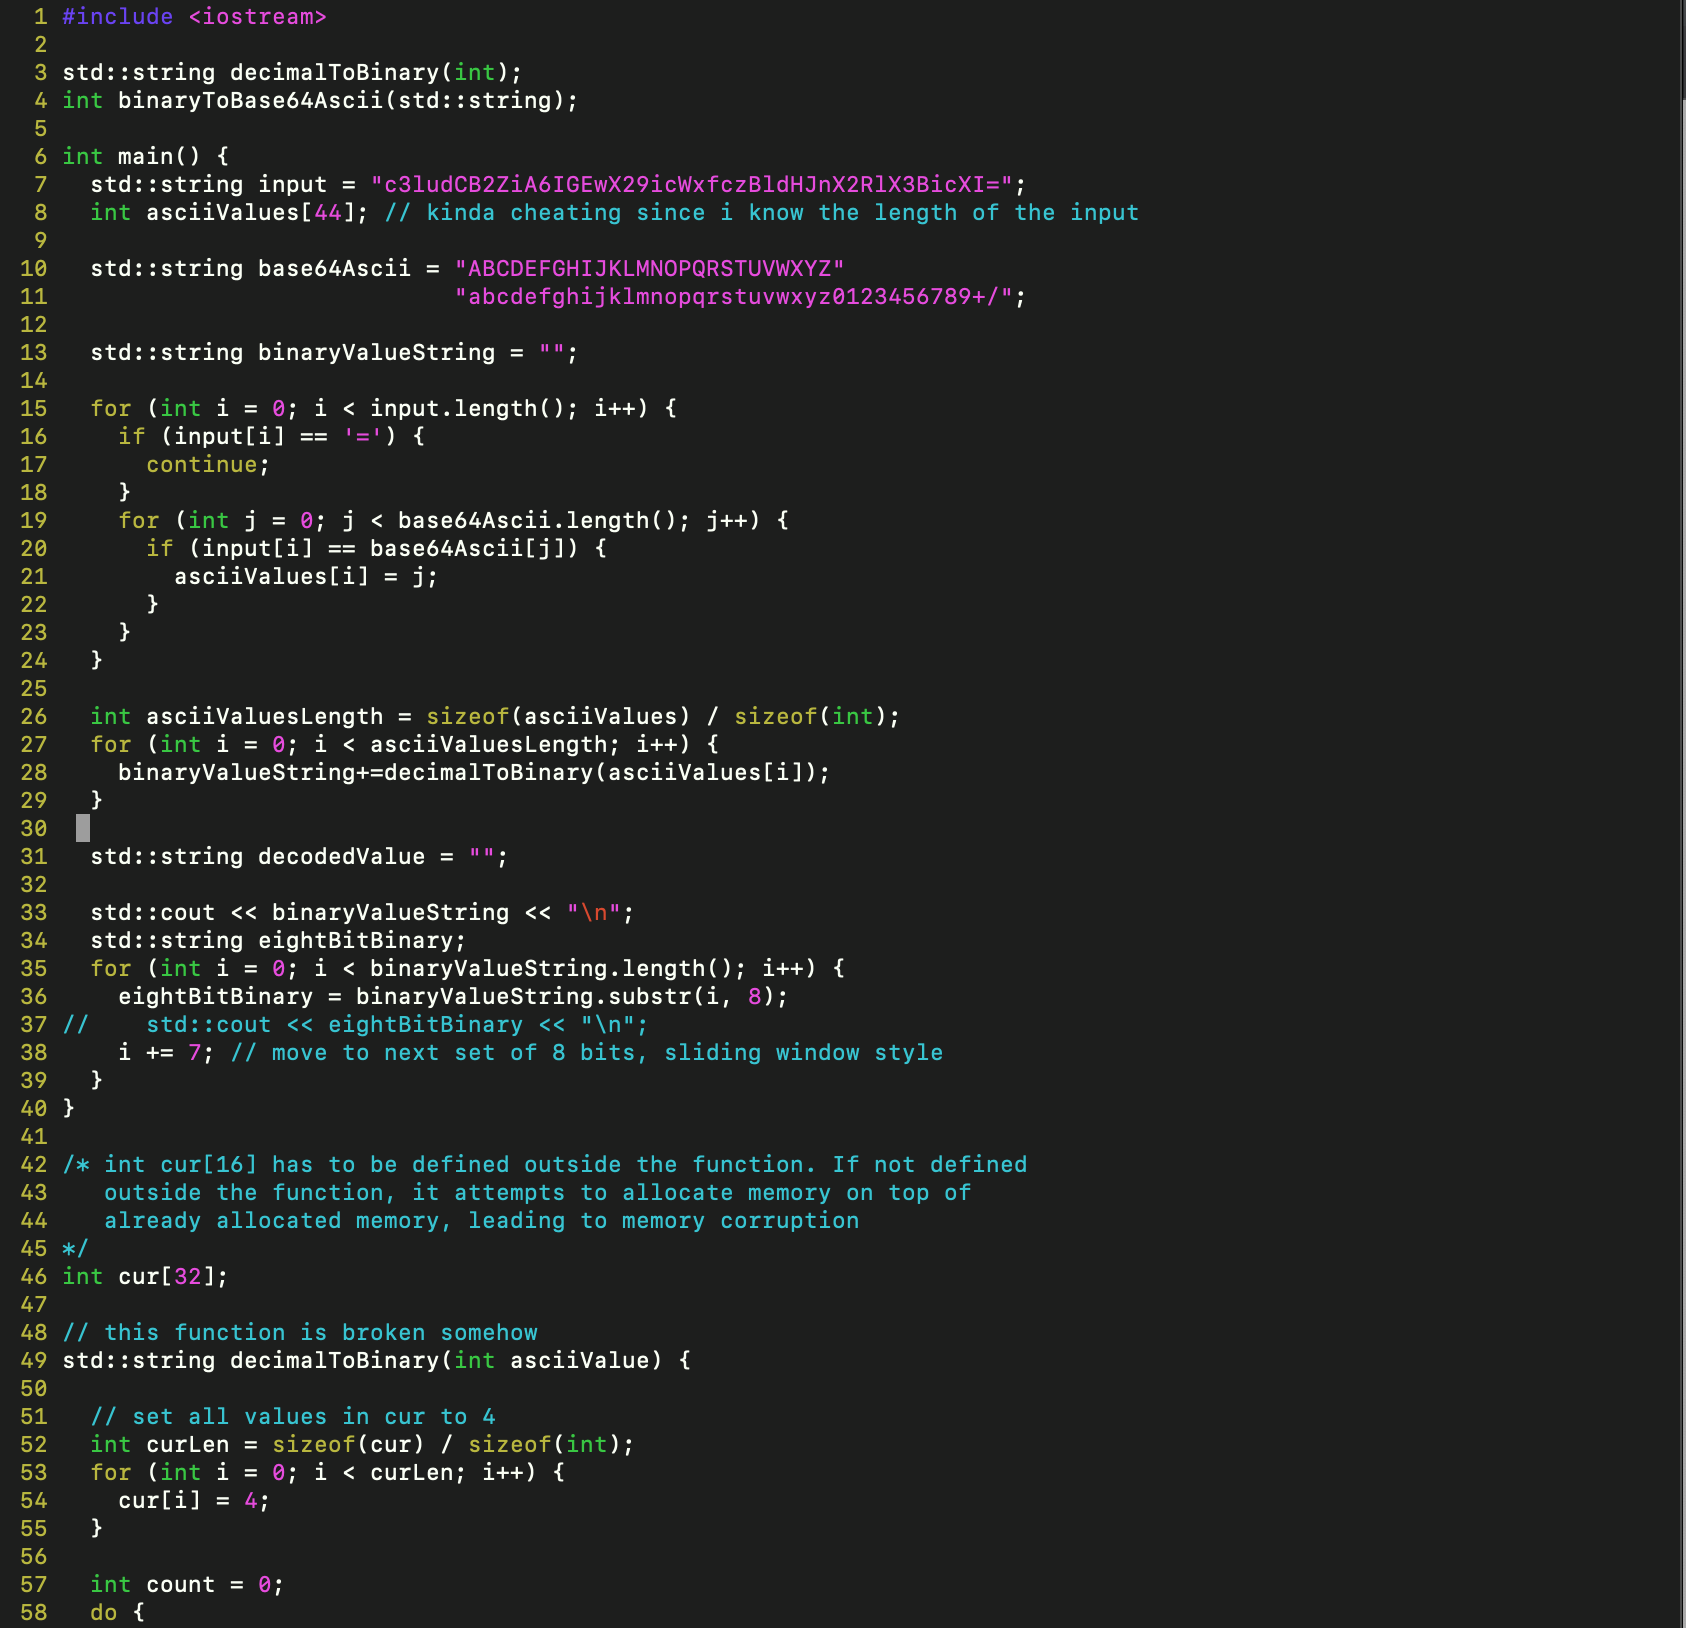 1 #include <iostream>
2
3 std::string decimalToBinary(int);
4 int binaryToBase64Ascii(std::string);
5
6 int main() {
7   std::string input = "c3ludCB2ZiA6IGEwX29icWxfczBldHJnX2RlX3BicXI=";
8   int asciiValues[44]; // kinda cheating since i know the length of the input
9
10   std::string base64Ascii = "ABCDEFGHIJKLMNOPQRSTUVWXYZ"
11                             "abcdefghijklmnopqrstuvwxyz0123456789+/";
12
13   std::string binaryValueString = "";
14
15   for (int i = 0; i < input.length(); i++) {
16     if (input[i] == '=') {
17       continue;
18     }
19     for (int j = 0; j < base64Ascii.length(); j++) {
20       if (input[i] == base64Ascii[j]) {
21         asciiValues[i] = j;
22       }
23     }
24   }
25
26   int asciiValuesLength = sizeof(asciiValues) / sizeof(int);
27   for (int i = 0; i < asciiValuesLength; i++) {
28     binaryValueString+=decimalToBinary(asciiValues[i]);
29   }
30
31   std::string decodedValue = "";
32
33   std::cout << binaryValueString << "\n";
34   std::string eightBitBinary;
35   for (int i = 0; i < binaryValueString.length(); i++) {
36     eightBitBinary = binaryValueString.substr(i, 8);
37 //    std::cout << eightBitBinary << "\n";
38     i += 7; // move to next set of 8 bits, sliding window style
39   }
40 }
41
42 /* int cur[16] has to be defined outside the function. If not defined
43    outside the function, it attempts to allocate memory on top of
44    already allocated memory, leading to memory corruption
45 */
46 int cur[32];
47
48 // this function is broken somehow
49 std::string decimalToBinary(int asciiValue) {
50
51   // set all values in cur to 4
52   int curLen = sizeof(cur) / sizeof(int);
53   for (int i = 0; i < curLen; i++) {
54     cur[i] = 4;
55   }
56
57   int count = 0;
58   do {